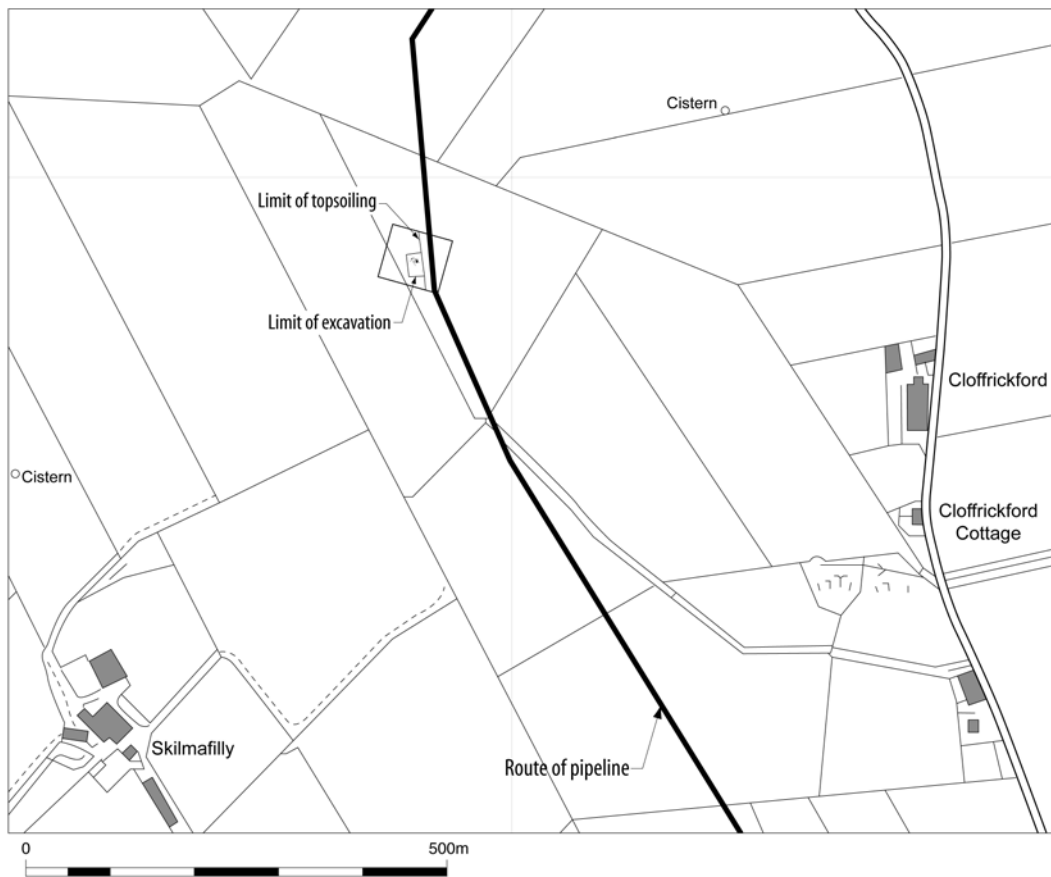 Cistern
Limit of topsoiling
Limit of excavation
Cloffrickford
Cistern
Cloffrickford
Cottage
Skilmafilly
Route of pipeline
0
500m